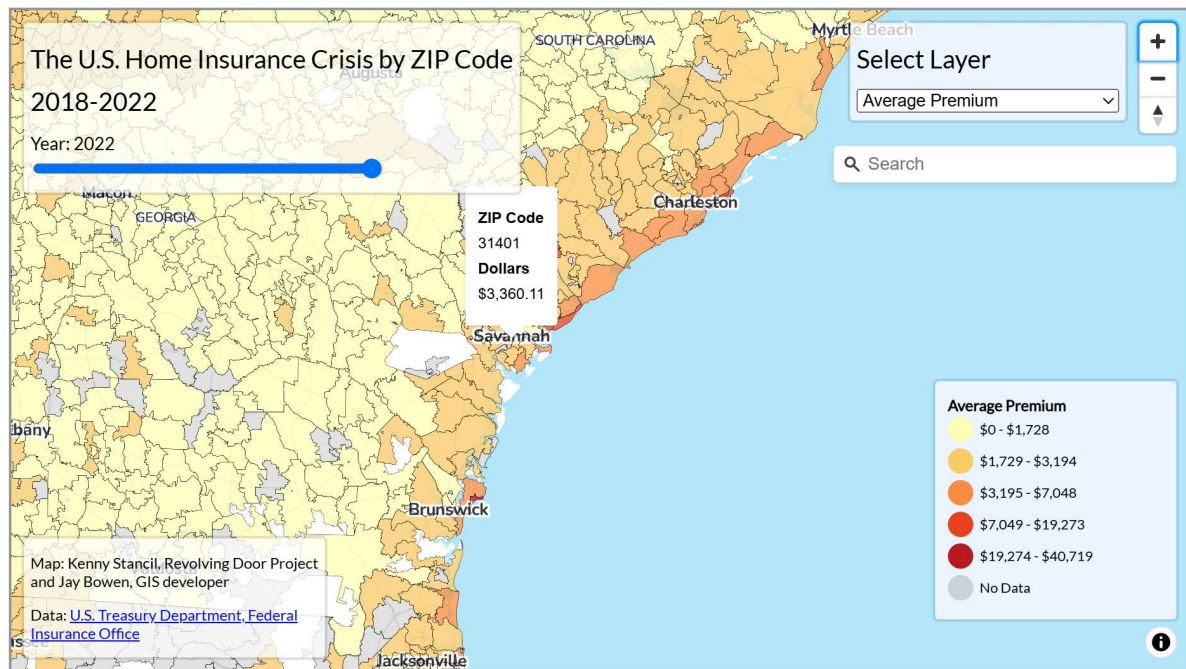 The U.S. Home Insurance Crisis by ZIP Code
2018-2022
Year: 2022
Select Layer
Average Premium
Search
Myrtle Beach
SOUTH CAROLINA
Augusta
Macon
GEORGIA
Charleston
ZIP Code
31401
Dollars
$3,360.11
Savannah
bany
Brunswick
Valdosta
ssee
Jacksonville
Average Premium
$0 - $1,728
$1,729 - $3,194
$3,195 - $7,048
$7,049 - $19,273
$19,274 - $40,719
No Data
Map: Kenny Stancil, Revolving Door Project
and Jay Bowen, GIS developer
Data: U.S. Treasury Department, Federal
Insurance Office